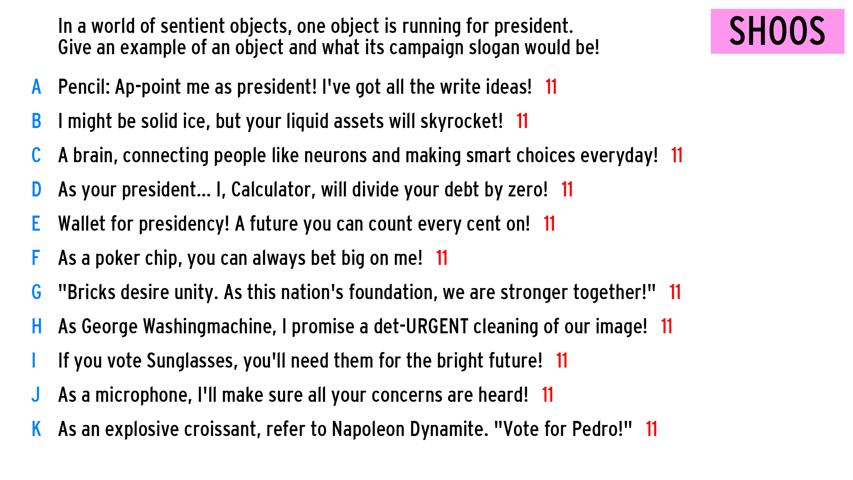 In a world of sentient objects, one object is running for president.
Give an example of an object and what its campaign slogan would be!
SHOOS
A Pencil: Ap-point me as president! I've got all the write ideas! 11
B I might be solid ice, but your liquid assets will skyrocket! 11
C A brain, connecting people like neurons and making smart choices everyday! 11
D As your president... I, Calculator, will divide your debt by zero! 11
E Wallet for presidency! A future you can count every cent on! 11
F As a poker chip, you can always bet big on me! 11
G "Bricks desire unity. As this nation's foundation, we are stronger together!" 11
H As George Washingmachine, I promise a det-URGENT cleaning of our image! 11
I If you vote Sunglasses, you'll need them for the bright future! 11
J As a microphone, I'll make sure all your concerns are heard! 11
K As an explosive croissant, refer to Napoleon Dynamite. "Vote for Pedro!" 11